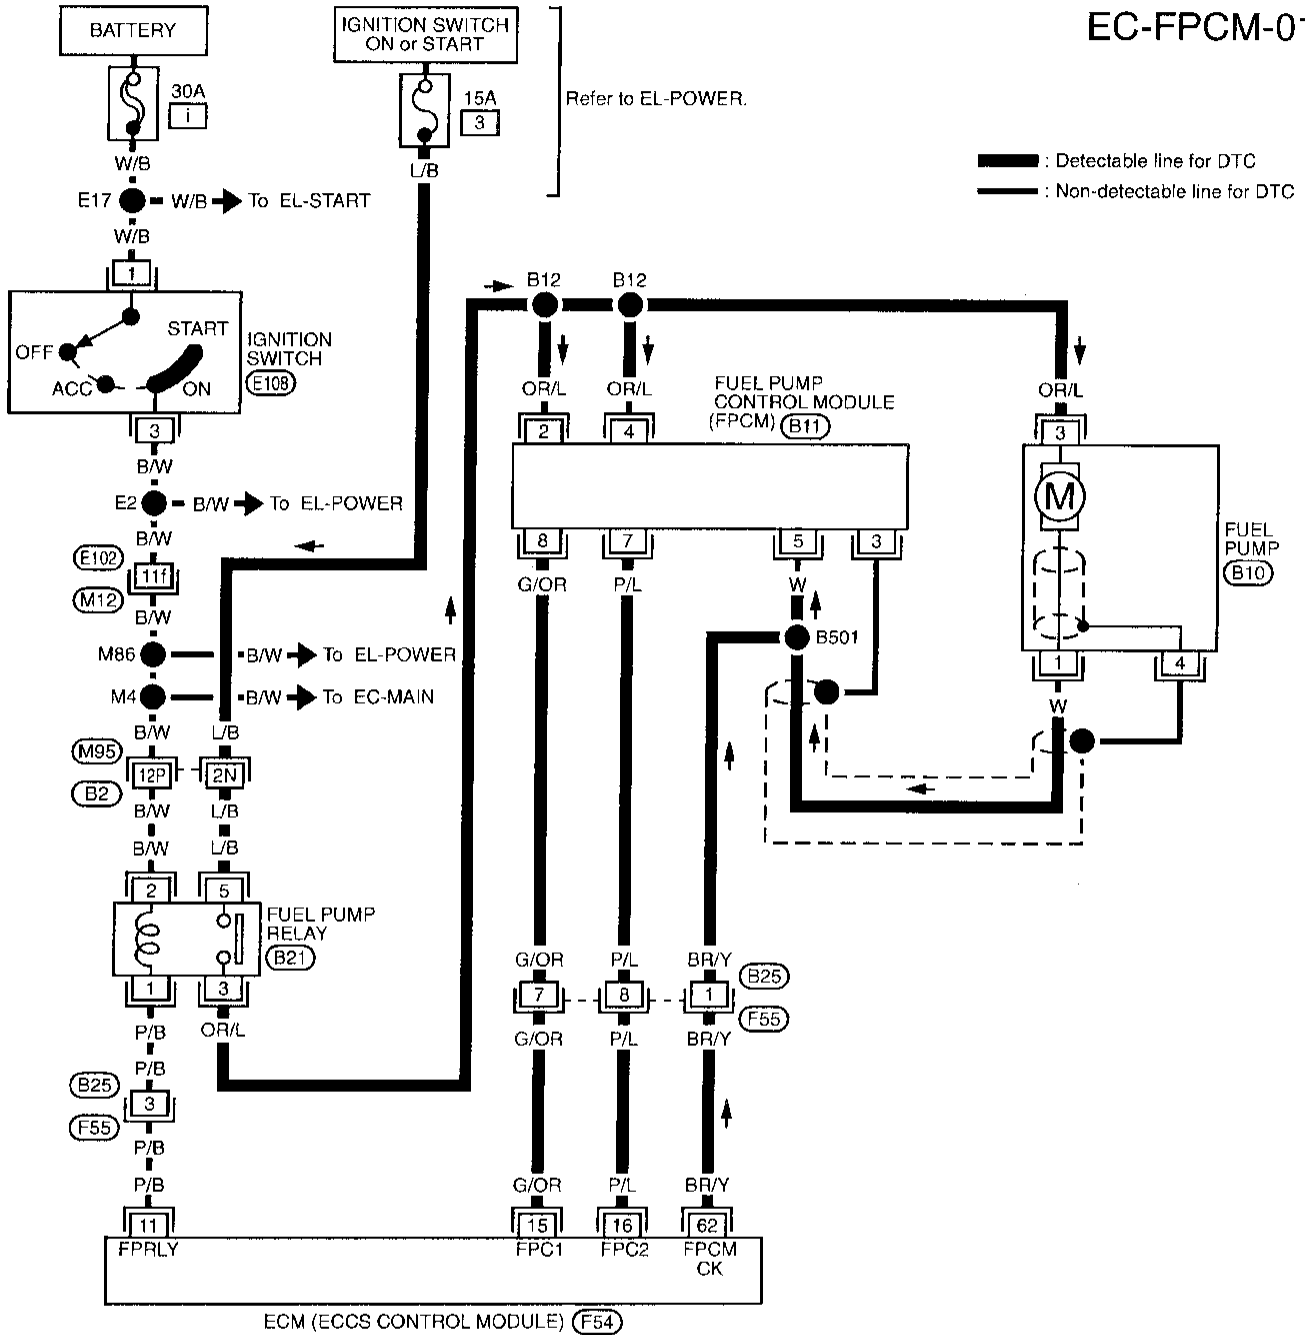 EC-FPCM-01
BATTERY
IGNITION SWITCH
ON or START
30A
i
15A
3
Refer to EL-POWER.
: Detectable line for DTC
: Non-detectable line for DTC
W/B
L/B
E17
W/B
To EL-START
W/B
1
B12
B12
START
OFF
ACC
ON
IGNITION
SWITCH
E108
OR/L
OR/L
OR/L
FUEL PUMP
CONTROL MODULE
(FPCM)
B11
3
2
4
3
B/W
M
E2
B/W
To EL-POWER
B/W
8
7
5
3
FUEL
PUMP
B10
E102
11f
M12
G/OR
P/L
W
B/W
B501
M86
B/W
To EL-POWER
1
4
M4
B/W
To EC-MAIN
W
B/W
L/B
M95
12P
2N
B2
B/W
L/B
B/W
L/B
2
5
FUEL PUMP
RELAY
B21
G/OR
P/L
BR/Y
B25
1
3
7
8
1
F55
P/B
OR/L
G/OR
P/L
BR/Y
P/B
B25
3
F55
P/B
P/B
G/OR
P/L
BR/Y
11
15
16
62
FPRLY
FPC1
FPC2
FPCM
CK
ECM (ECCS CONTROL MODULE)
F54